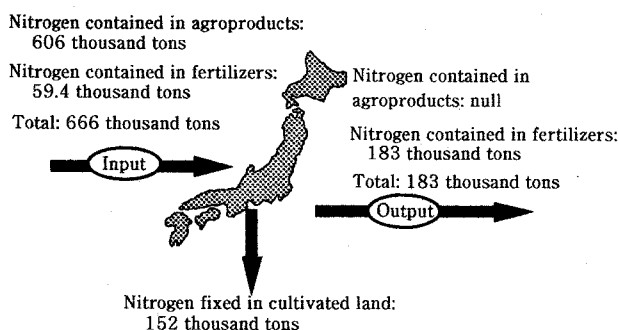 Nitrogen contained in agroproducts:
606 thousand tons
Nitrogen contained in fertilizers:
59.4 thousand tons
Total: 666 thousand tons
Input
Nitrogen contained in
agroproducts: null
Nitrogen contained in fertilizers:
183 thousand tons
Total: 183 thousand tons
Output
Nitrogen fixed in cultivated land:
152 thousand tons